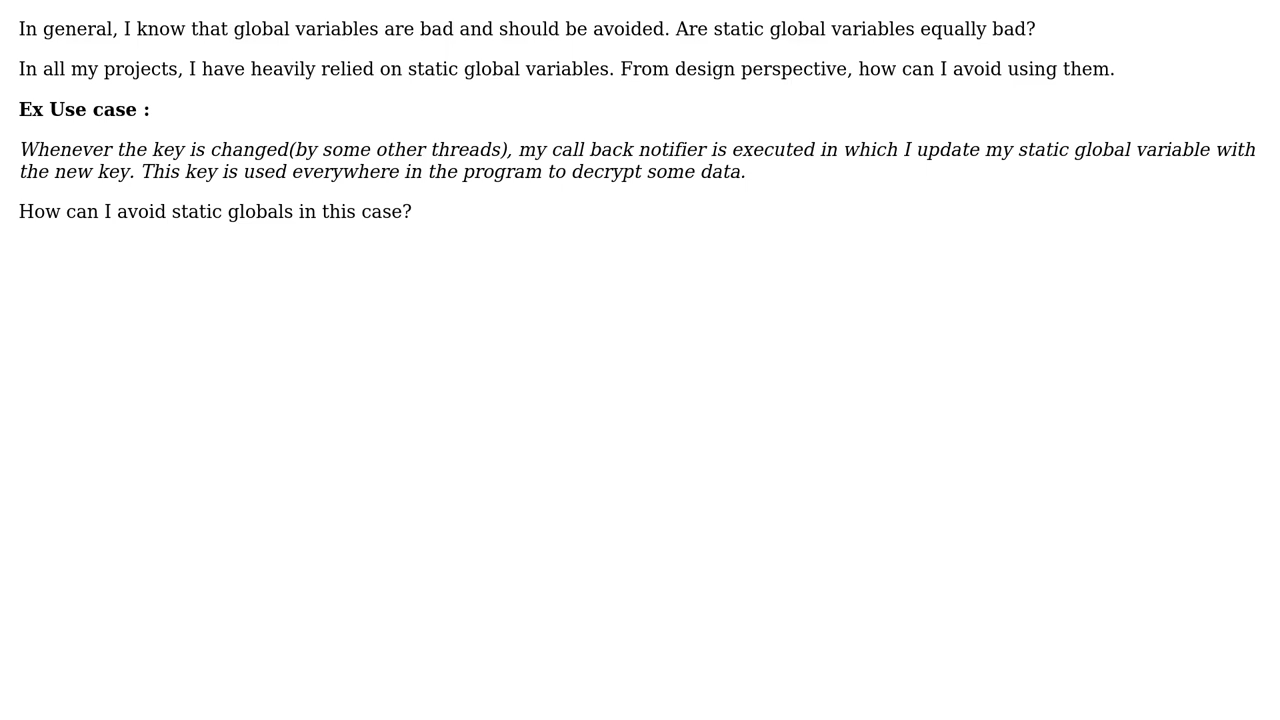 In general, I know that global variables are bad and should be avoided. Are static global variables equally bad?
In all my projects, I have heavily relied on static global variables. From design perspective, how can I avoid using them.
Ex Use case :
Whenever the key is changed(by some other threads), my call back notifier is executed in which I update my static global variable with
the new key. This key is used everywhere in the program to decrypt some data.
How can I avoid static globals in this case?